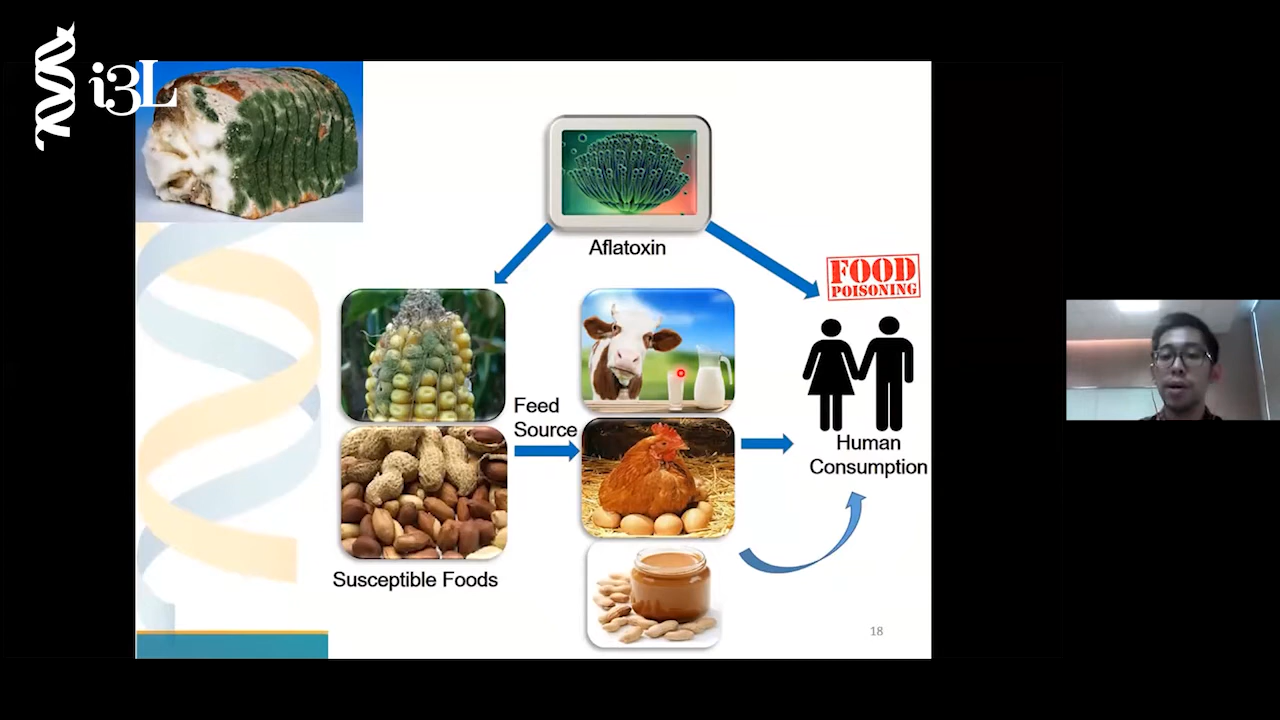 i3L
Aflatoxin
FOOD
POISONING
Feed
Source
Human
Consumption
Susceptible Foods
18